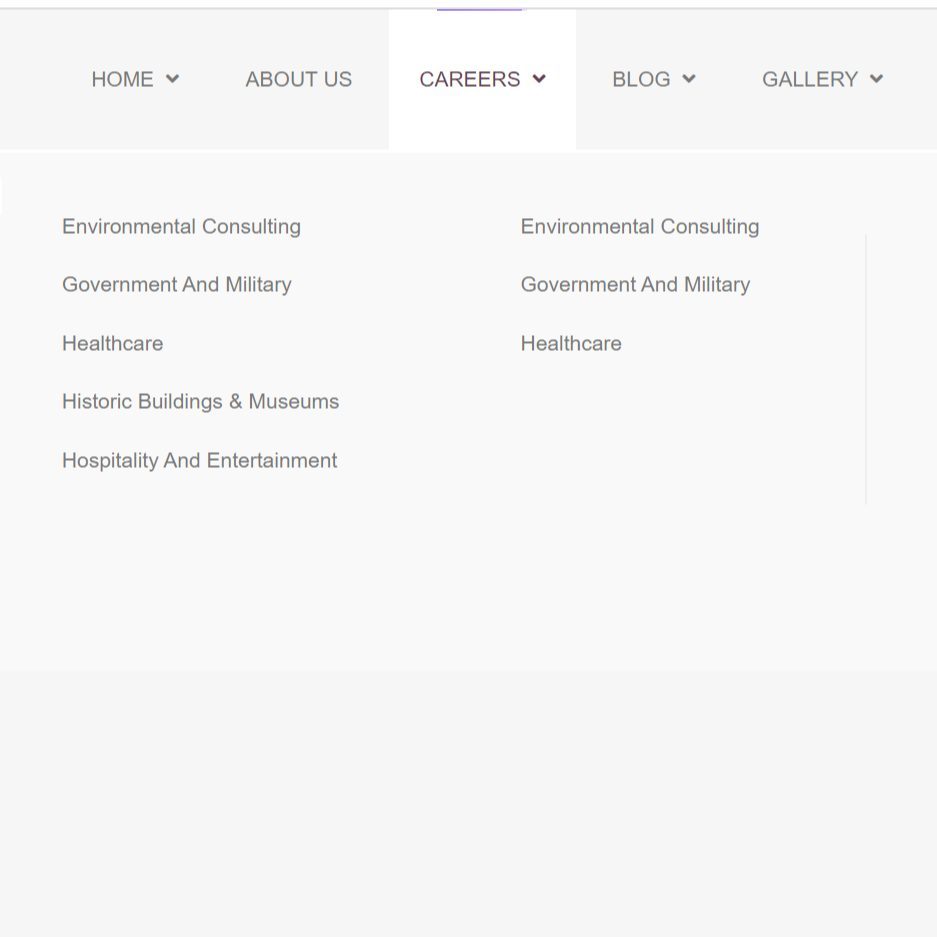 HOME ABOUT US CAREERS BLOG GALLERY
Environmental Consulting
Government And Military
Healthcare
Historic Buildings & Museums
Hospitality And Entertainment
Environmental Consulting
Government And Military
Healthcare